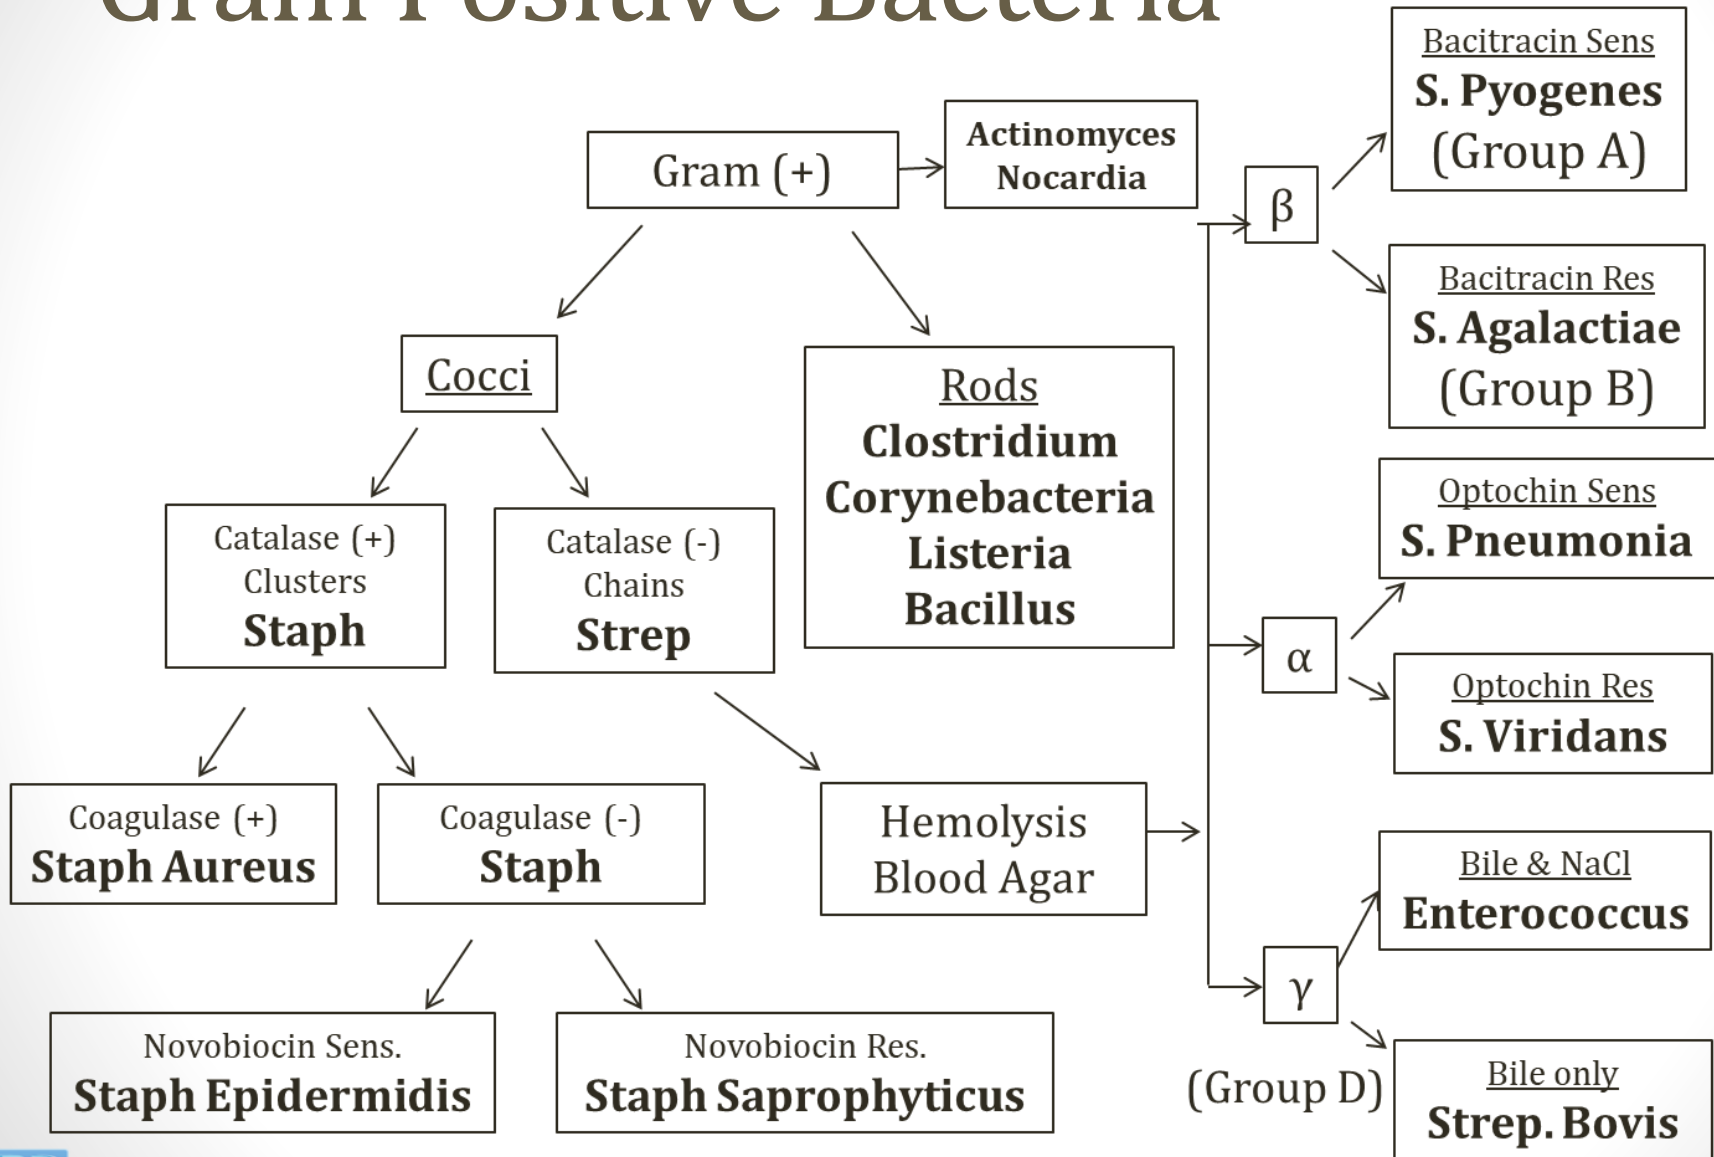 Gram Positive Bacteria
Gram (+)
Actinomyces
Nocardia
Cocci
Rods
Clostridium
Corynebacteria
Listeria
Bacillus
Catalase (+)
Clusters
Staph
Catalase (-)
Chains
Strep
Coagulase (+)
Staph Aureus
Coagulase (-)
Staph
Novobiocin Sens.
Staph Epidermidis
Novobiocin Res.
Staph Saprophyticus
Hemolysis
Blood Agar
β
Bacitracin Sens
S. Pyogenes
(Group A)
Bacitracin Res
S. Agalactiae
(Group B)
α
Optochin Sens
S. Pneumonia
Optochin Res
S. Viridans
γ
(Group D)
Bile & NaCl
Enterococcus
Bile only
Strep. Bovis